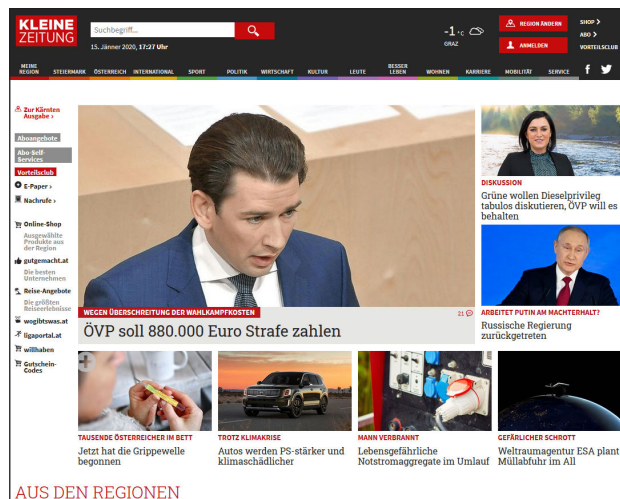 KLEINE
ZEITUNG
Suchbegriff...
15. Jänner 2020, 17:27 Uhr
-1 °C
GRAZ
REGION ÄNDERN
ANMELDEN
SHOP >
ABO >
VORTEILSCLUB
MEINE
REGION
STEIERMARK
ÖSTERREICH
INTERNATIONAL
SPORT
POLITIK
WIRTSCHAFT
KULTUR
LEUTE
BESSER
LEBEN
WOHNEN
KARRIERE
MOBILITÄT
SERVICE
Zur Kärnten
Ausgabe >
Aboangebote
Abo-Self-
Services
Vorteilsclub
E-Paper >
Nachrufe >
Online-Shop
Ausgewählte
Produkte aus
der Region
gutgemacht.at
Die besten
Unternehmen
Reise-Angebote
Die größten
Reiseerlebnisse
wogibtswas.at
ligaportal.at
willhaben
Gutschein-
Codes
WEGEN ÜBERSCHREITUNG DER WAHLKAMPFKOSTEN
21
ÖVP soll 880.000 Euro Strafe zahlen
DISKUSSION
Grüne wollen Dieselprivileg
tabulos diskutieren, ÖVP will es
behalten
ARBEITET PUTIN AM MACHTERHALT?
Russische Regierung
zurückgetreten
TAUSENDE ÖSTERREICHER IM BETT
Jetzt hat die Grippewelle
begonnen
TROTZ KLIMAKRISE
Autos werden PS-stärker und
klimaschädlicher
MANN VERBRANNT
Lebensgefährliche
Notstromaggregate im Umlauf
GEFÄRLICHER SCHROTT
Weltraumagentur ESA plant
Müllabfuhr im All
AUS DEN REGIONEN